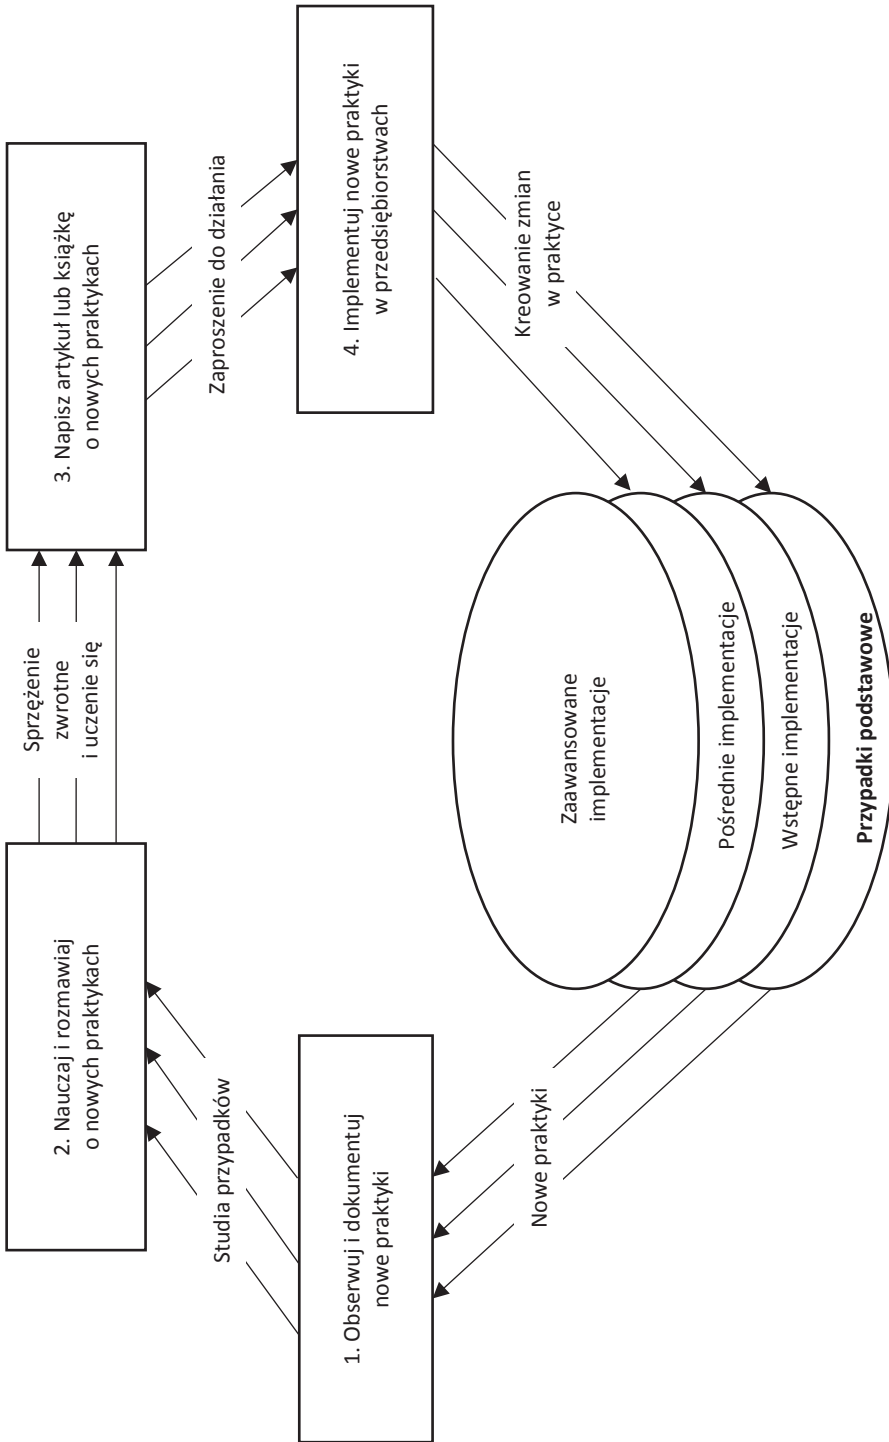 1. Obserwuj i dokumentuj
nowe praktyki
Studia przypadków
2. Nauczaj i rozmawiaj
o nowych praktykach
Sprzężenie
zwrotne
i uczenie się
3. Napisz artykuł lub książkę
o nowych praktykach
Zaproszenie do działania
4. Implementuj nowe praktyki
w przedsiębiorstwach
Kreowanie zmian
w praktyce
Zaawansowane
implementacje
Pośrednie implementacje
Wstępne implementacje
Przypadki podstawowe
Nowe praktyki